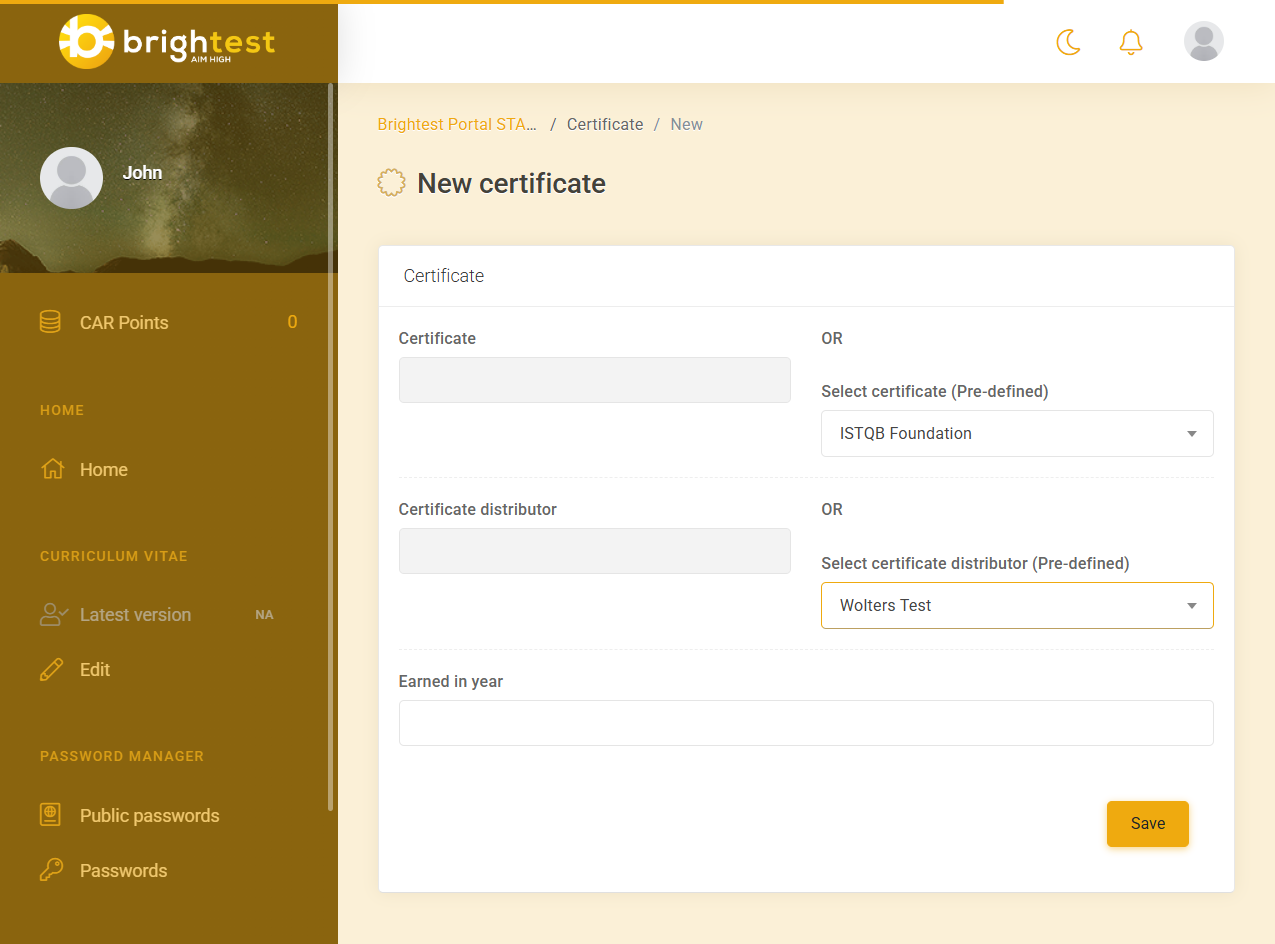 brightest
AIM HIGH
John
CAR Points 0
HOME
Home
CURRICULUM VITAE
Latest version NA
Edit
PASSWORD MANAGER
Public passwords
Passwords
Brightest Portal STA... / Certificate / New
New certificate
Certificate
Certificate
OR
Select certificate (Pre-defined)
ISTQB Foundation
Certificate distributor
OR
Select certificate distributor (Pre-defined)
Wolters Test
Earned in year
Save